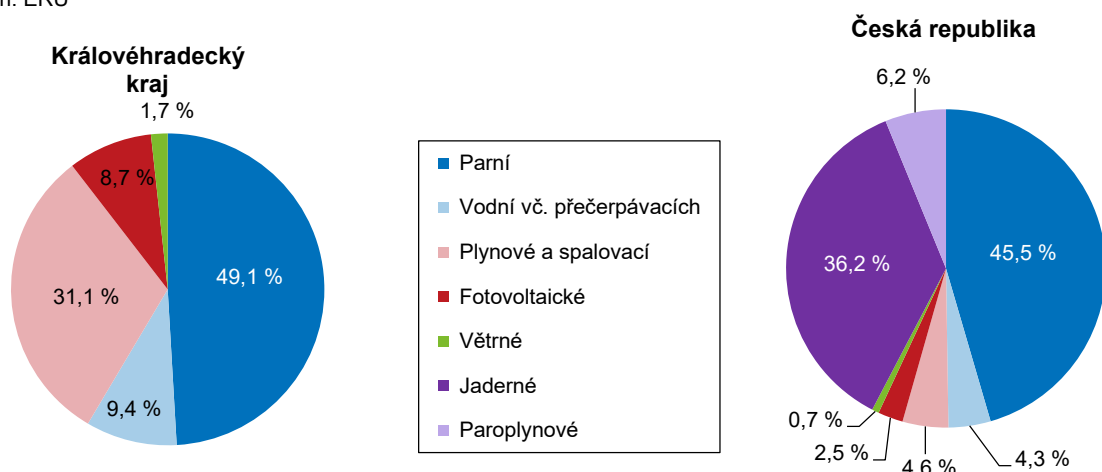 Královéhradecký
kraj
1,7 %
8,7 %
49,1 %
31,1 %
9,4 %
Parní
Vodní vč. přečerpávacích
Plynové a spalovací
Fotovoltaické
Větrné
Jaderné
Paroplynové
Česká republika
6,2 %
36,2 %
45,5 %
0,7 %
2,5 %
4,6 %
4,3 %